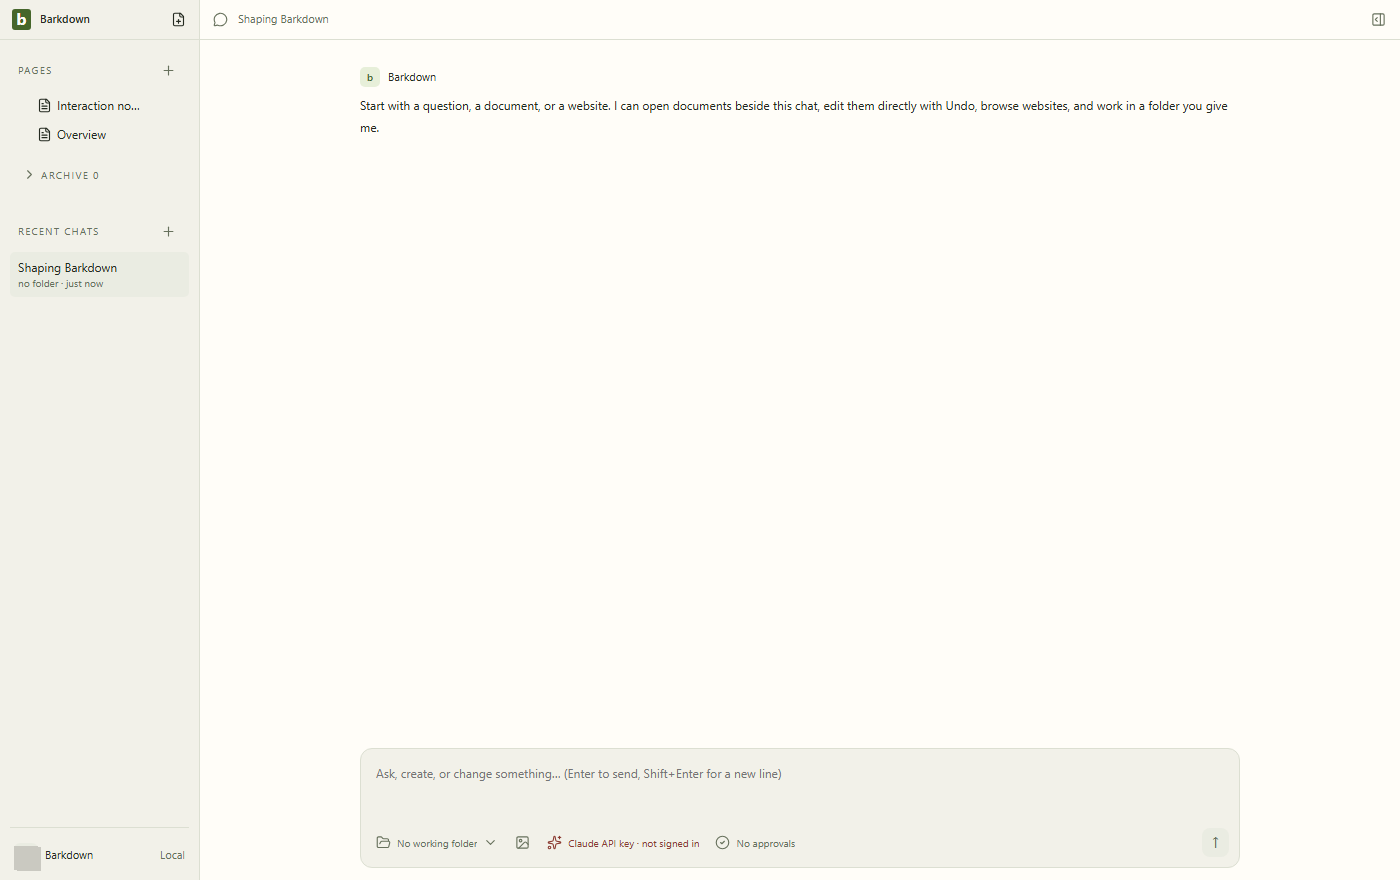 b Barkdown
PAGES
Interaction no...
Overview
ARCHIVE 0
RECENT CHATS
Shaping Barkdown
no folder · just now
Barkdown Local
Shaping Barkdown
b Barkdown
Start with a question, a document, or a website. I can open documents beside this chat, edit them directly with Undo, browse websites, and work in a folder you give
me.
Ask, create, or change something... (Enter to send, Shift+Enter for a new line)
No working folder Claude API key · not signed in No approvals